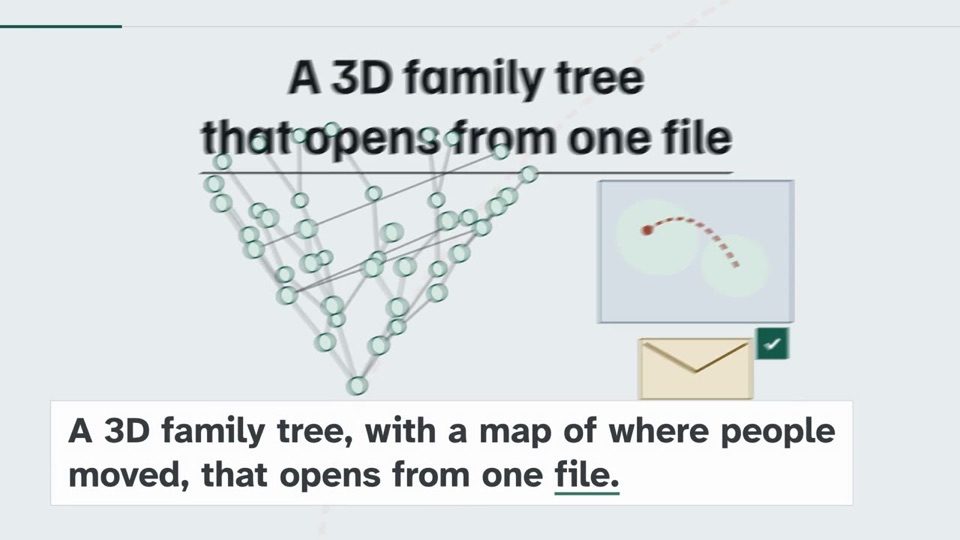 A 3D family tree
that opens from one file
A 3D family tree, with a map of where people
moved, that opens from one file.